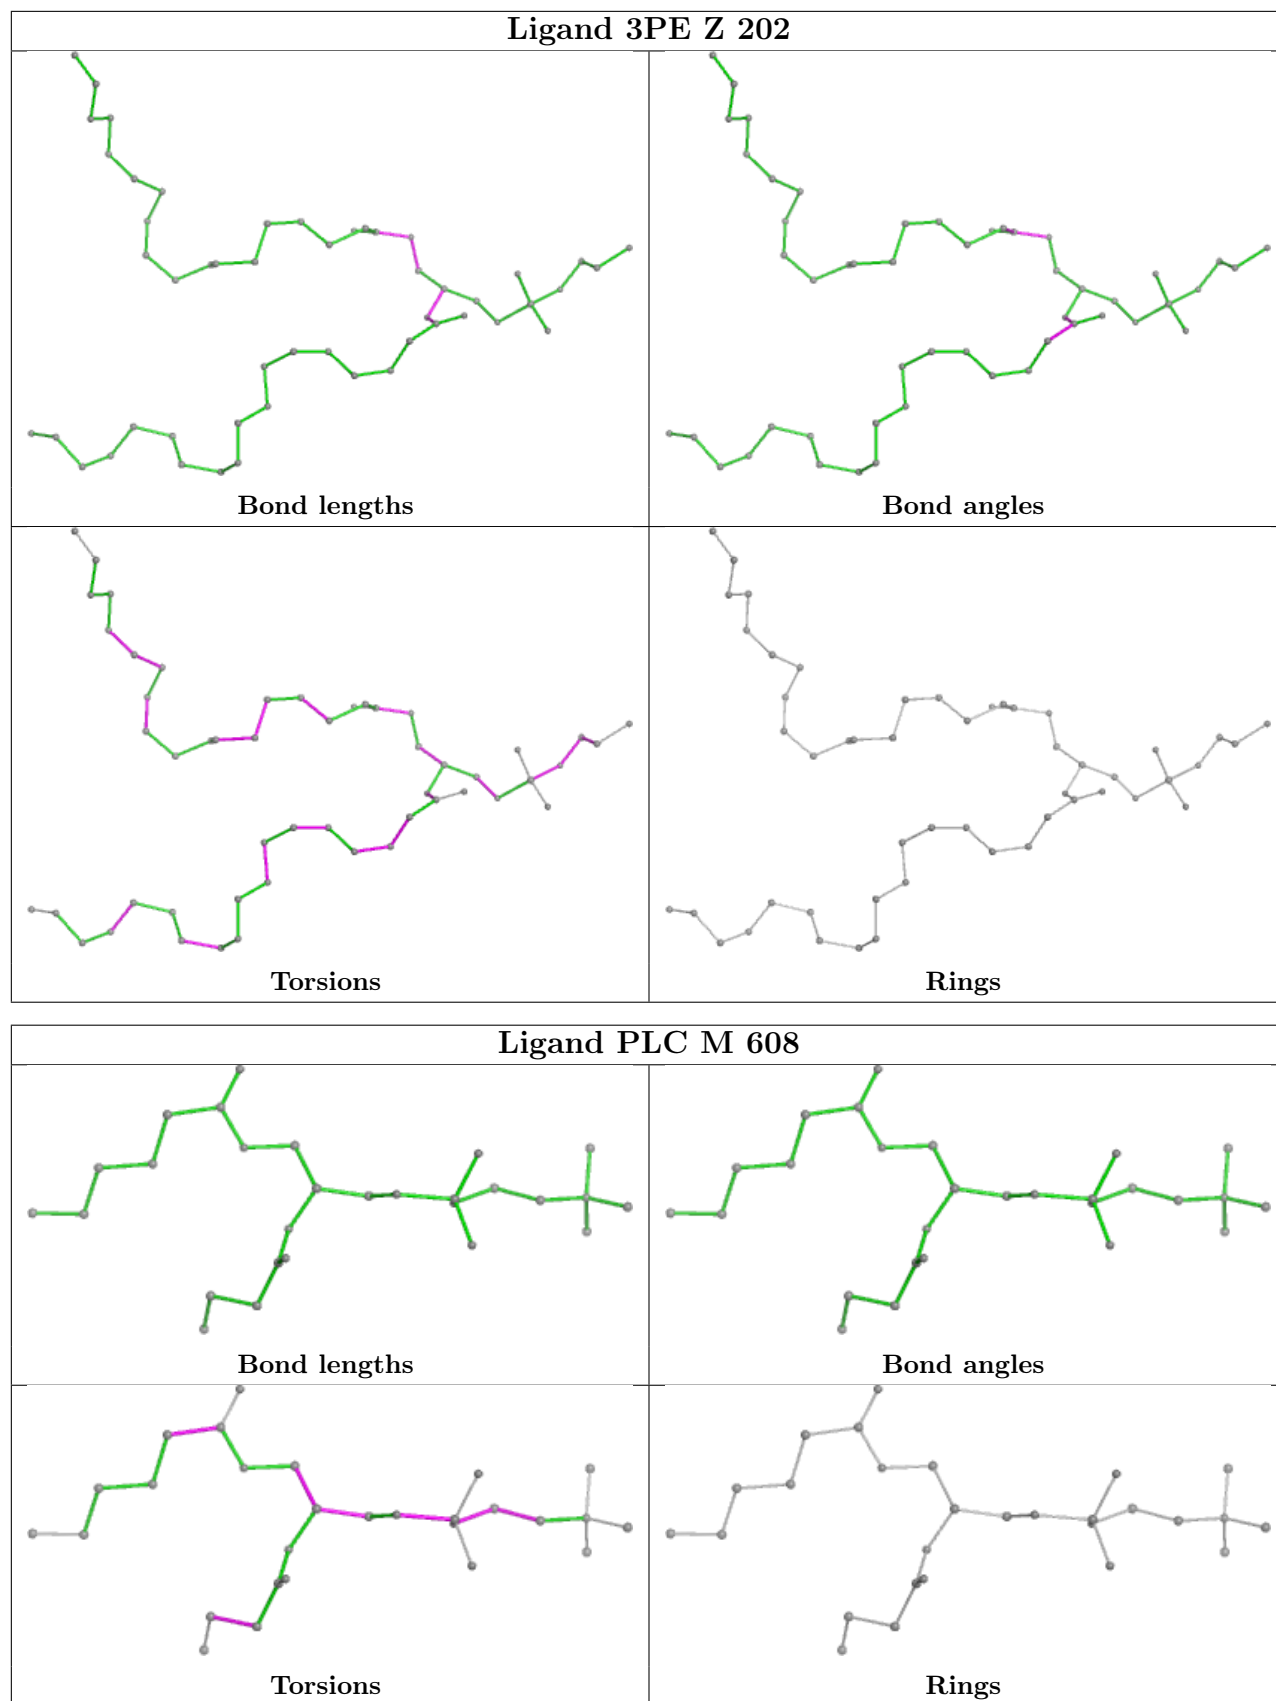 Ligand 3PE Z 202
Bond lengths
Bond angles
Torsions
Rings
Ligand PLC M 608
Bond lengths
Bond angles
Torsions
Rings